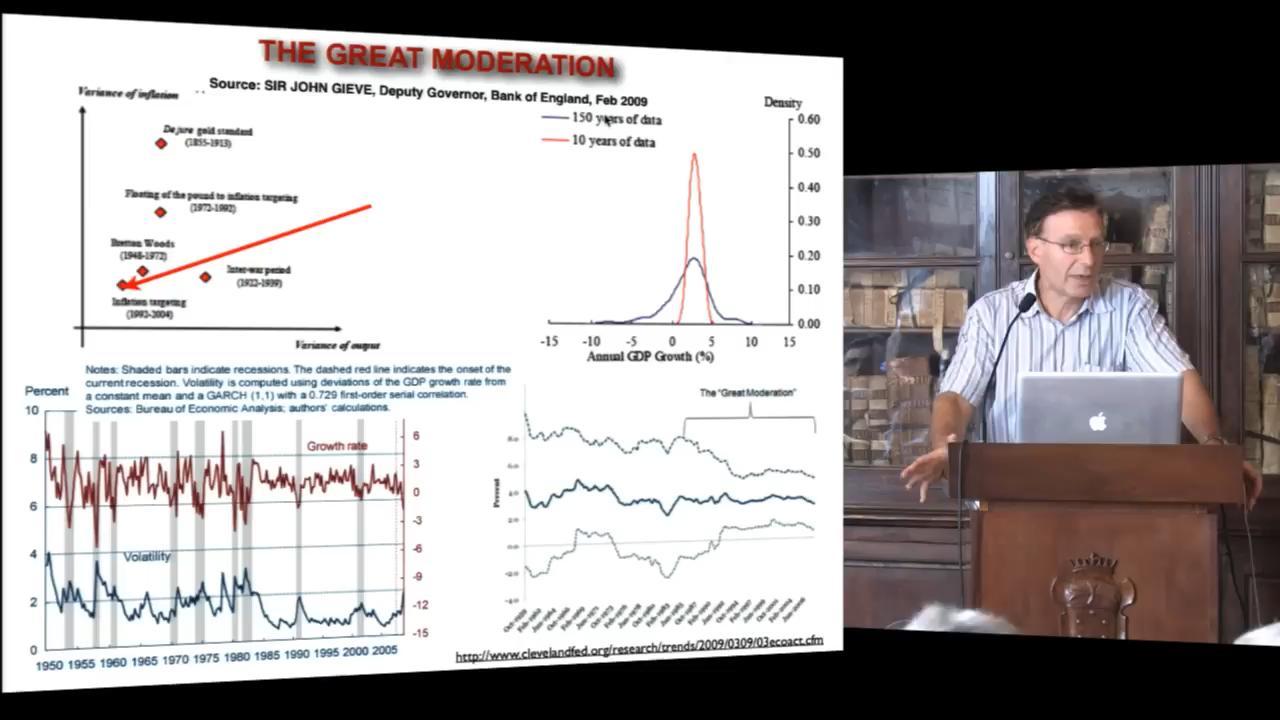 THE GREAT MODERATION
Source: SIR JOHN GIEVE, Deputy Governor, Bank of England, Feb 2009
Variance of inflation
De jure gold standard
(1855-1913)
Floating of the pound to inflation targeting
(1972-1992)
Bretton Woods
(1948-1972)
Inter-war period
(1922-1939)
Inflation targeting
(1992-2004)
Variance of output
150 years of data
10 years of data
Density
0.60
0.50
0.40
0.30
0.20
0.10
0.00
-15 -10 -5 0 5 10 15
Annual GDP Growth (%)
Notes: Shaded bars indicate recessions. The dashed red line indicates the onset of the
current recession. Volatility is computed using deviations of the GDP growth rate from
a constant mean and a GARCH (1,1) with a 0.729 first-order serial correlation.
Sources: Bureau of Economic Analysis; authors' calculations.
Percent
10
8
6
4
2
0
Growth rate
Volatility
6
3
0
-3
-6
-9
-12
-15
1950 1955 1960 1965 1970 1975 1980 1985 1990 1995 2000 2005
The "Great Moderation"
Percent
http://www.clevelandfed.org/research/trends/2009/0309/03ecoact.cfm